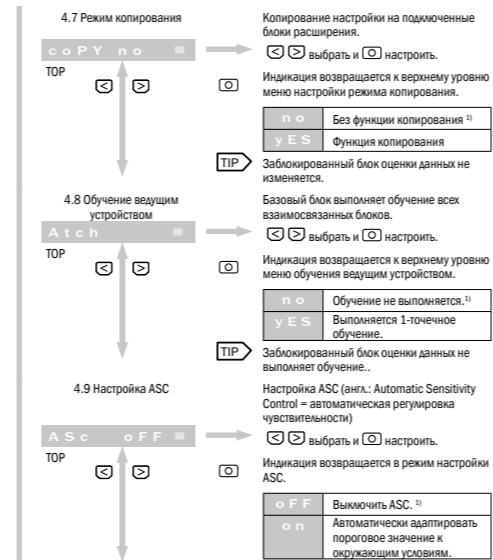 4.7 Режим копирования
coPY no
TOP
Копирование настройки на подключенные
блоки расширения.
< > выбрать и O настроить.
Индикация возвращается к верхнему уровню
меню настройки режима копирования.
no Без функции копирования 1)
yES Функция копирования
TIP
Заблокированный блок оценки данных не
изменяется.
4.8 Обучение ведущим
устройством
Atch
TOP
Базовый блок выполняет обучение всех
взаимосвязанных блоков.
< > выбрать и O настроить.
Индикация возвращается к верхнему уровню
меню обучения ведущим устройством.
no Обучение не выполняется.1)
yES Выполняется 1-точечное
обучение.
TIP
Заблокированный блок оценки данных не
выполняет обучение..
4.9 Настройка ASC
ASc oFF
TOP
Настройка ASC (англ.: Automatic Sensitivity
Control = автоматическая регулировка
чувствительности)
< > выбрать и O настроить.
Индикация возвращается в режим настройки
ASC.
oFF Выключить ASC. 1)
on Автоматически адаптировать
пороговое значение к
окружающим условиям.